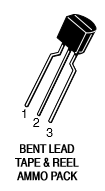 1
2
3
BENT LEAD
TAPE & REEL
AMMO PACK